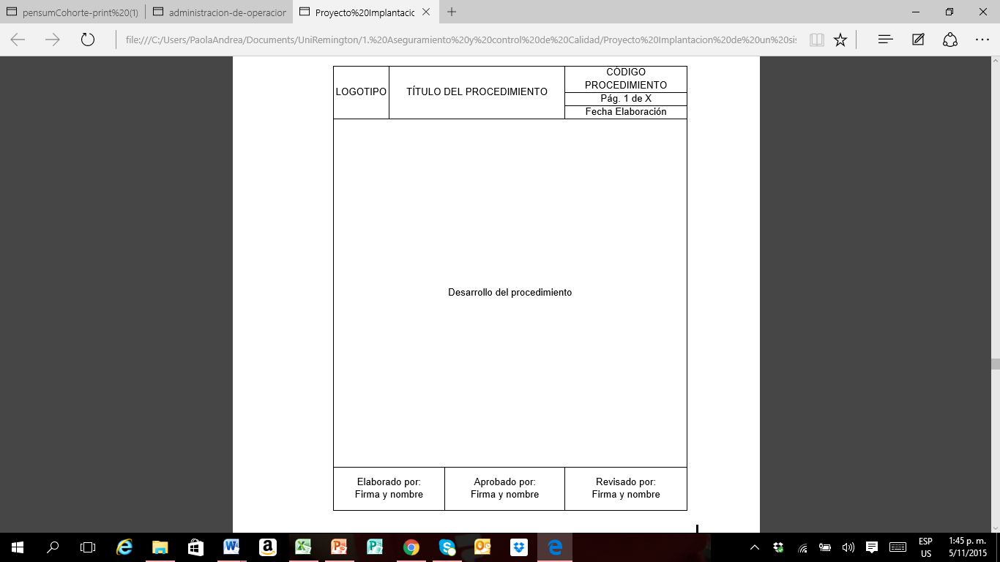 pensumCohorte-print%20(1)
administracion-de-operacior
Proyecto%20Implantacic
file:///C:/Users/PaolaAndrea/Documents/UniRemington/1.%20Aseguramiento%20y%20control%20de%20Calidad/Proyecto%20Implantacion%20de%20un%20sis
LOGOTIPO
TÍTULO DEL PROCEDIMIENTO
CÓDIGO
PROCEDIMIENTO
Pág. 1 de X
Fecha Elaboración
Desarrollo del procedimiento
Elaborado por:
Firma y nombre
Aprobado por:
Firma y nombre
Revisado por:
Firma y nombre
ESP
US
1:45 p. m.
5/11/2015